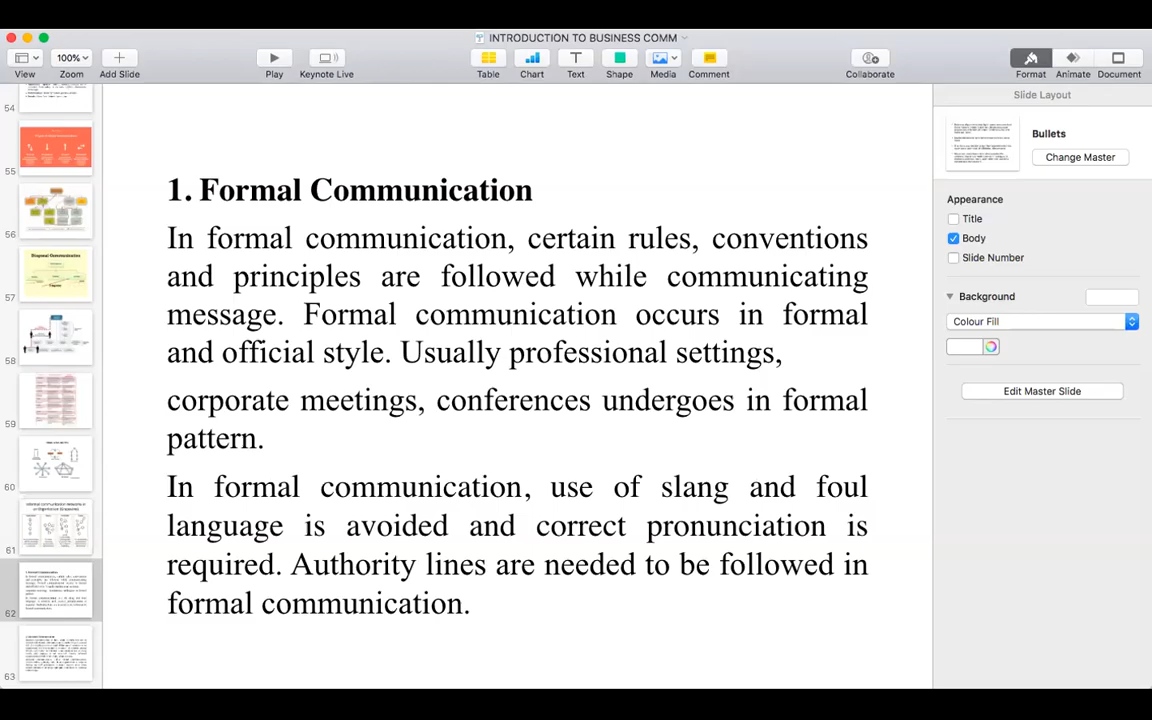 INTRODUCTION TO BUSINESS COMM
100%
View
Zoom
Add Slide
Play
Keynote Live
Table
Chart
Text
Shape
Media
Comment
Collaborate
Format
Animate
Document
54
55
56
57
58
59
60
61
62
63
1. Formal Communication
In formal communication, certain rules, conventions
and principles are followed while communicating
message. Formal communication occurs in formal
and official style. Usually professional settings,
corporate meetings, conferences undergoes in formal
pattern.
In formal communication, use of slang and foul
language is avoided and correct pronunciation is
required. Authority lines are needed to be followed in
formal communication.
Slide Layout
Bullets
Change Master
Appearance
Title
Body
Slide Number
Background
Colour Fill
Edit Master Slide